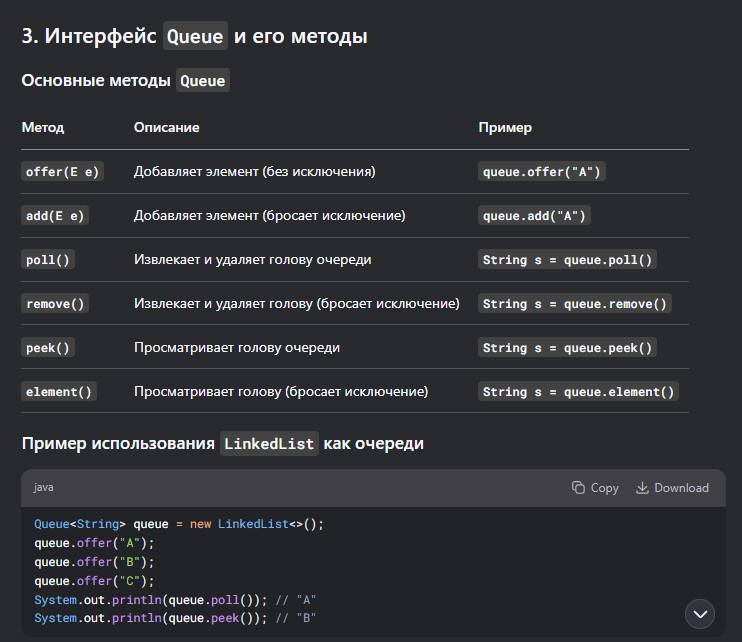 3. Интерфейс Queue и его методы
Основные методы Queue
Метод Описание Пример
offer(E e) Добавляет элемент (без исключения) queue.offer("A")
add(E e) Добавляет элемент (бросает исключение) queue.add("A")
poll() Извлекает и удаляет голову очереди String s = queue.poll()
remove() Извлекает и удаляет голову (бросает исключение) String s = queue.remove()
peek() Просматривает голову очереди String s = queue.peek()
element() Просматривает голову (бросает исключение) String s = queue.element()
Пример использования LinkedList как очереди
java Copy Download
Queue<String> queue = new LinkedList<>();
queue.offer("A");
queue.offer("B");
queue.offer("C");
System.out.println(queue.poll()); // "A"
System.out.println(queue.peek()); // "B"